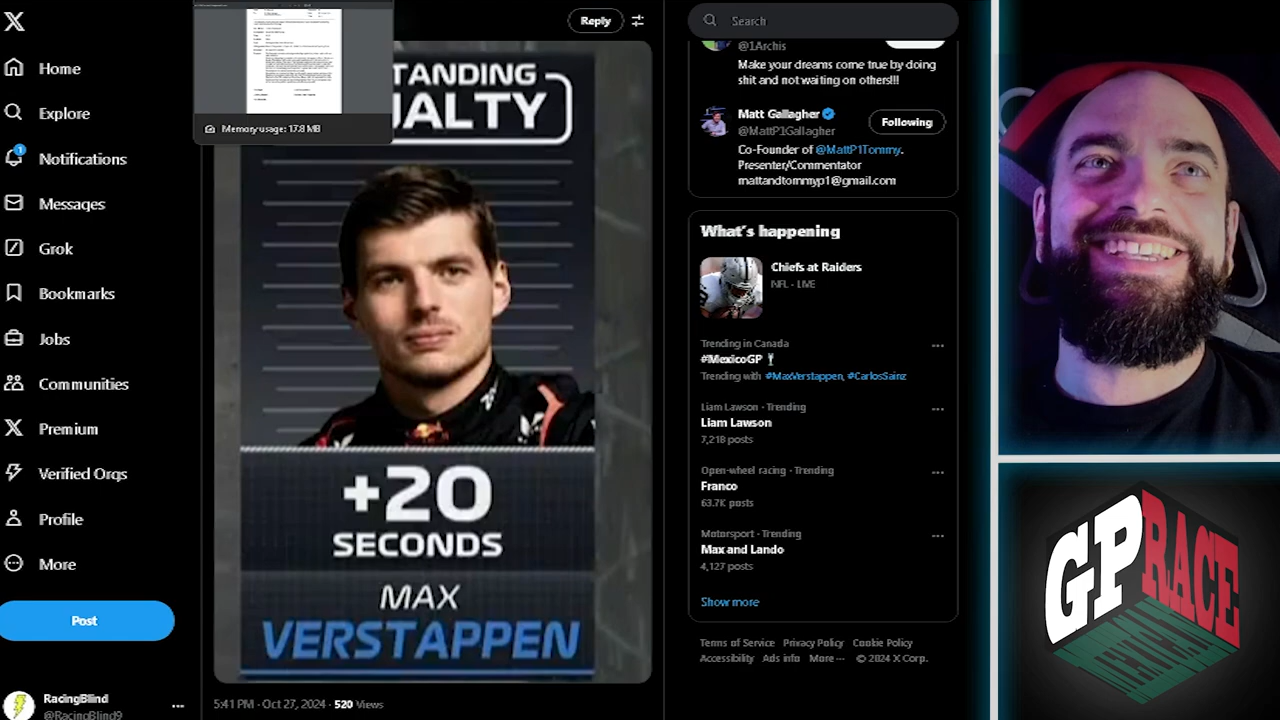 Home
Explore
1
Notifications
Messages
Grok
Bookmarks
Jobs
Communities
Premium
Verified Orgs
Profile
More
Post
RacingBlind
@RacingBlind9
Memory usage: 17.8 MB
Reply
TANDING
ALTY
+20
SECONDS
MAX
VERSTAPPEN
5:41 PM · Oct 27, 2024 · 520 Views
Search
@1Archis
Make your dreams come true by doing
it and not waiting on others!!!
Matt Gallagher
@MattP1Gallagher
Following
Co-Founder of @MattP1Tommy.
Presenter/Commentator
mattandtommyp1@gmail.com
What's happening
Chiefs at Raiders
NFL · LIVE
Trending in Canada
#MexicoGP
Trending with #MaxVerstappen, #CarlosSainz
Liam Lawson · Trending
Liam Lawson
7,218 posts
Open-wheel racing · Trending
Franco
63.7K posts
Motorsport · Trending
Max and Lando
4,127 posts
Show more
Terms of Service Privacy Policy Cookie Policy
Accessibility Ads info More ··· © 2024 X Corp.
GP
RACE